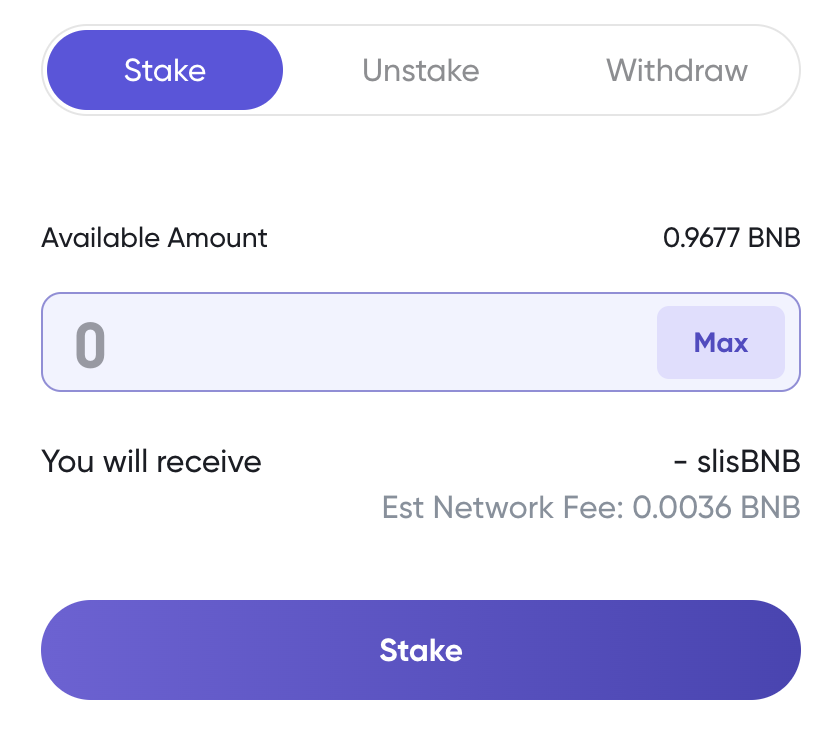 Stake Unstake Withdraw
Available Amount 0.9677 BNB
0 Max
You will receive - slisBNB
Est Network Fee: 0.0036 BNB
Stake